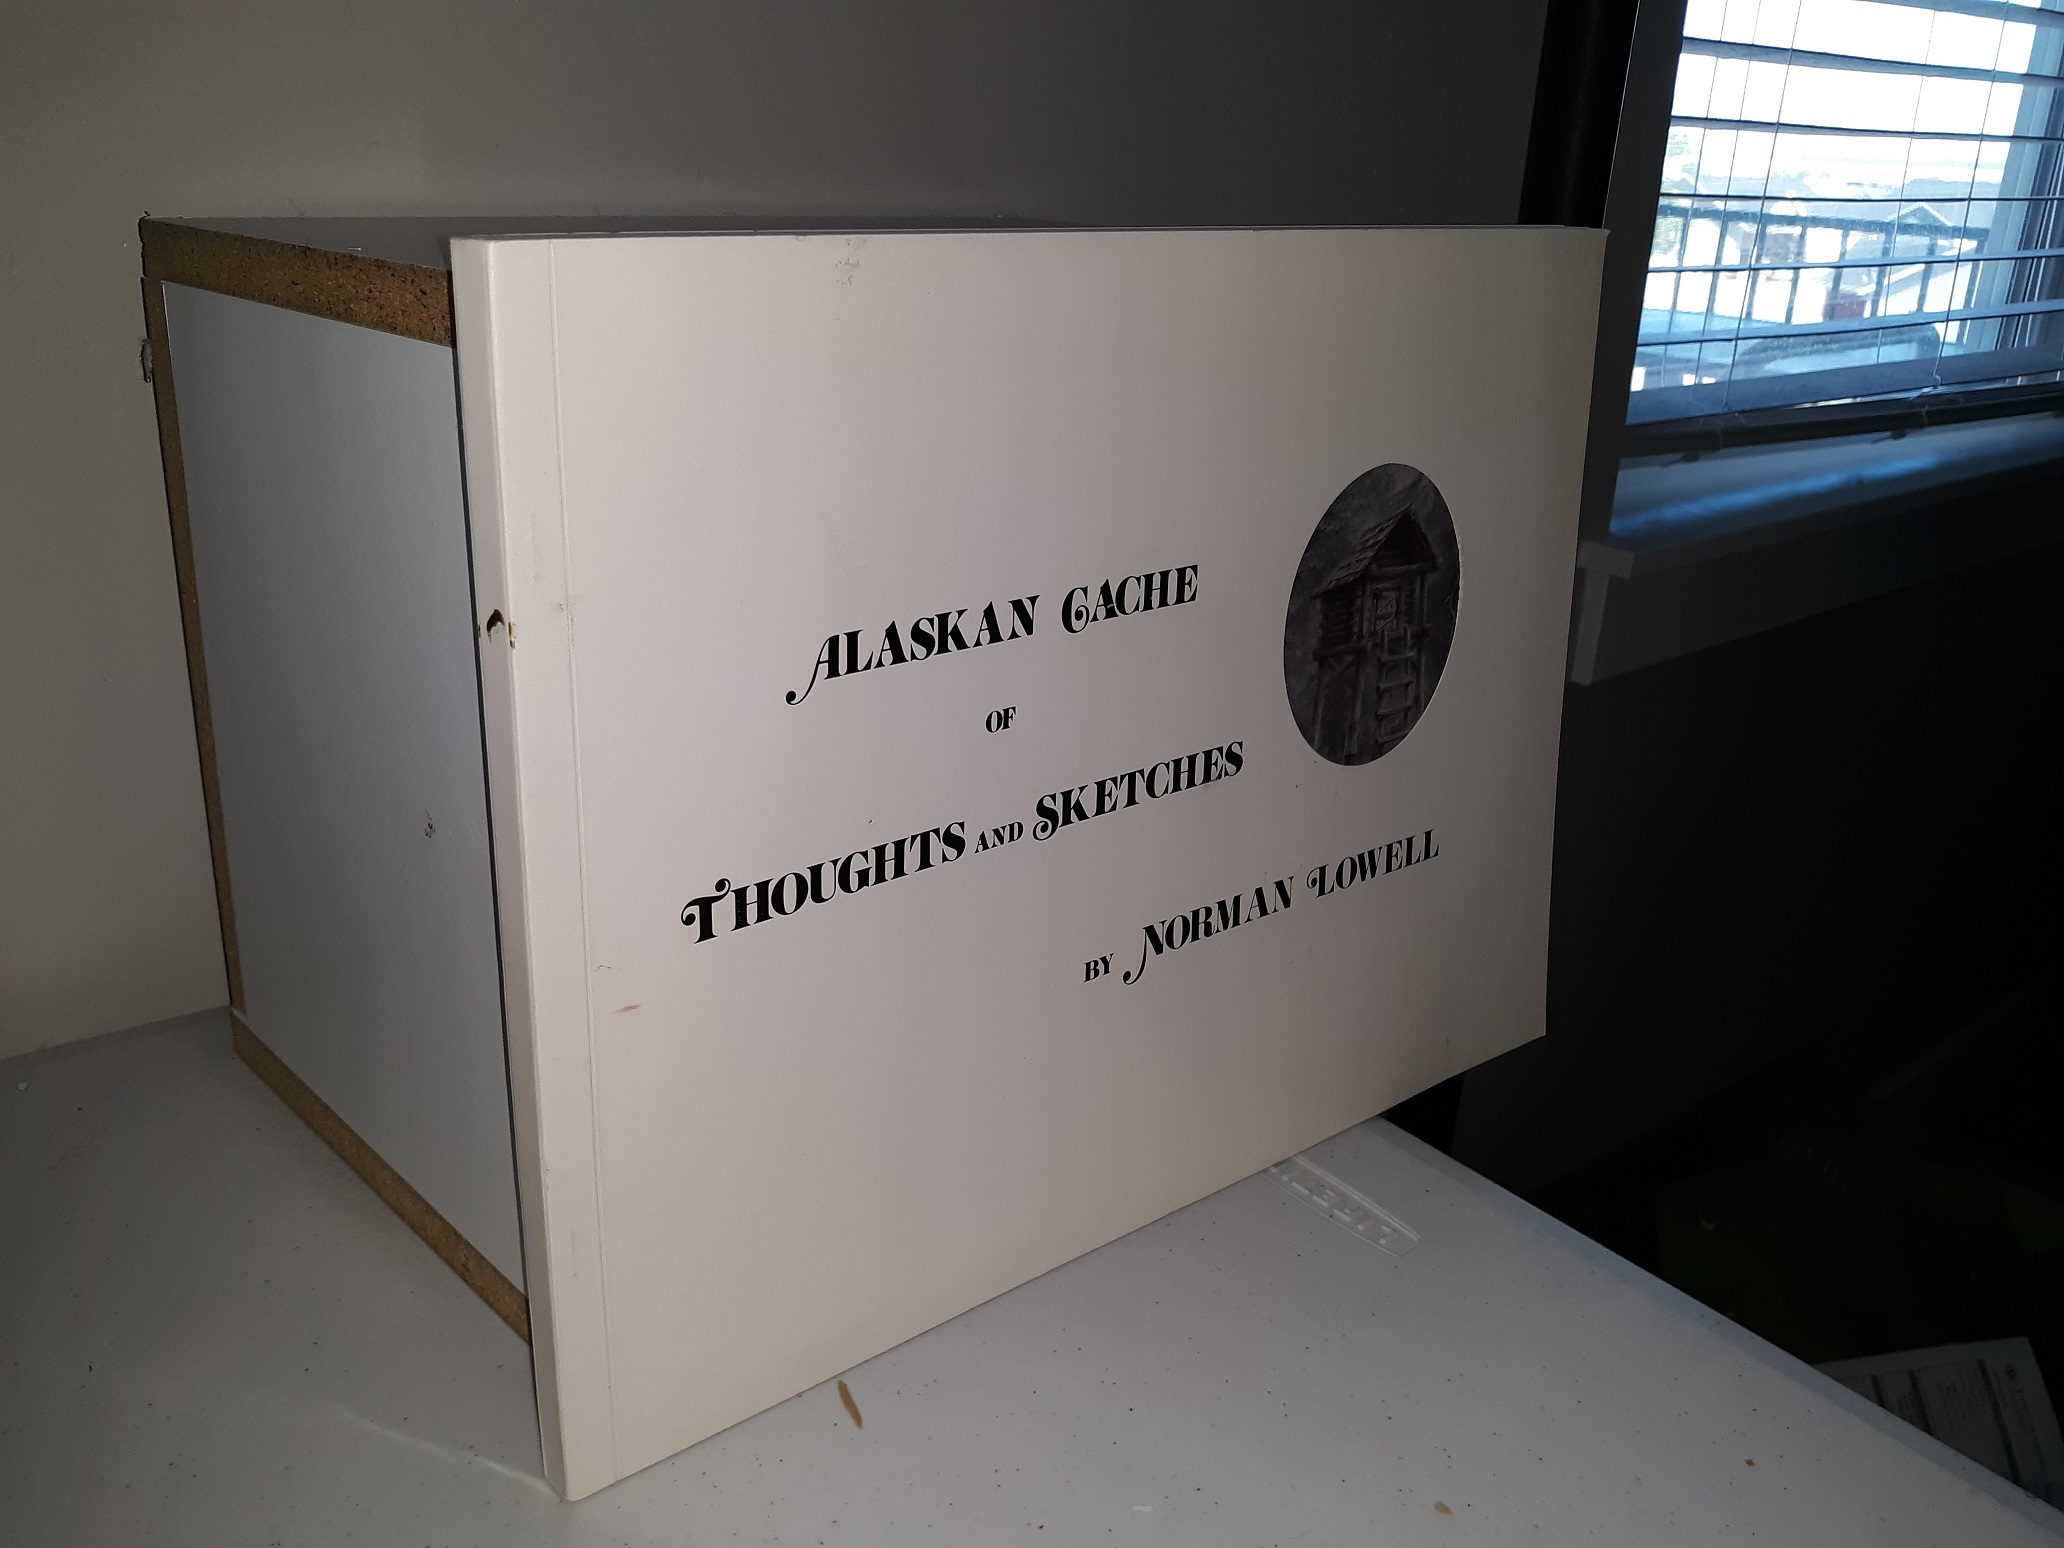 ALASKAN CACHE
OF
THOUGHTS AND SKETCHES
BY NORMAN LOWELL